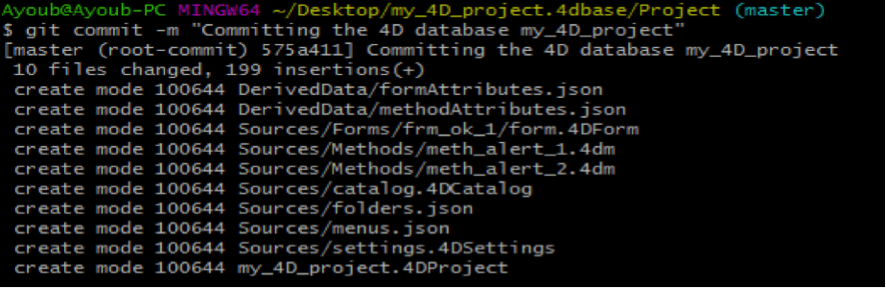 Ayoub@Ayoub-PC MINGW64 ~/Desktop/my_4D_project.4dbase/Project (master)
$ git commit -m "Committing the 4D database my_4D_project"
[master (root-commit) 575a411] Committing the 4D database my_4D_project
 10 files changed, 199 insertions(+)
 create mode 100644 DerivedData/formAttributes.json
 create mode 100644 DerivedData/methodAttributes.json
 create mode 100644 Sources/Forms/frm_ok_1/form.4DForm
 create mode 100644 Sources/Methods/meth_alert_1.4dm
 create mode 100644 Sources/Methods/meth_alert_2.4dm
 create mode 100644 Sources/catalog.4DCatalog
 create mode 100644 Sources/folders.json
 create mode 100644 Sources/menus.json
 create mode 100644 Sources/settings.4DSettings
 create mode 100644 my_4D_project.4DProject